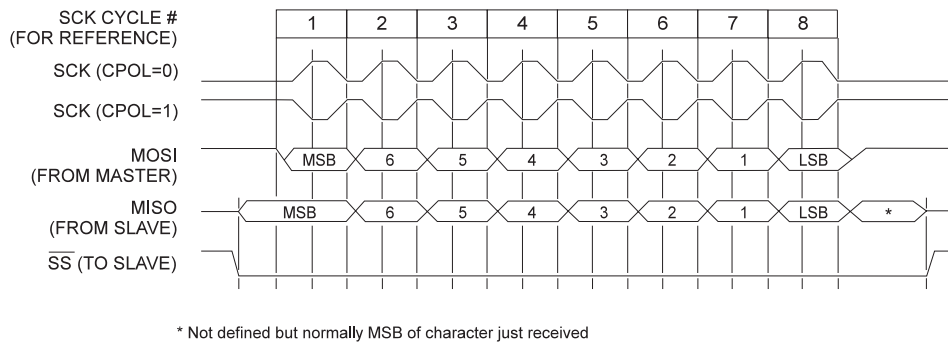 SCK CYCLE # 1 2 3 4 5 6 7 8
(FOR REFERENCE)
SCK (CPOL=0)
SCK (CPOL=1)
MOSI MSB 6 5 4 3 2 1 LSB
(FROM MASTER)
MISO MSB 6 5 4 3 2 1 LSB *
(FROM SLAVE)
SS (TO SLAVE)
* Not defined but normally MSB of character just received